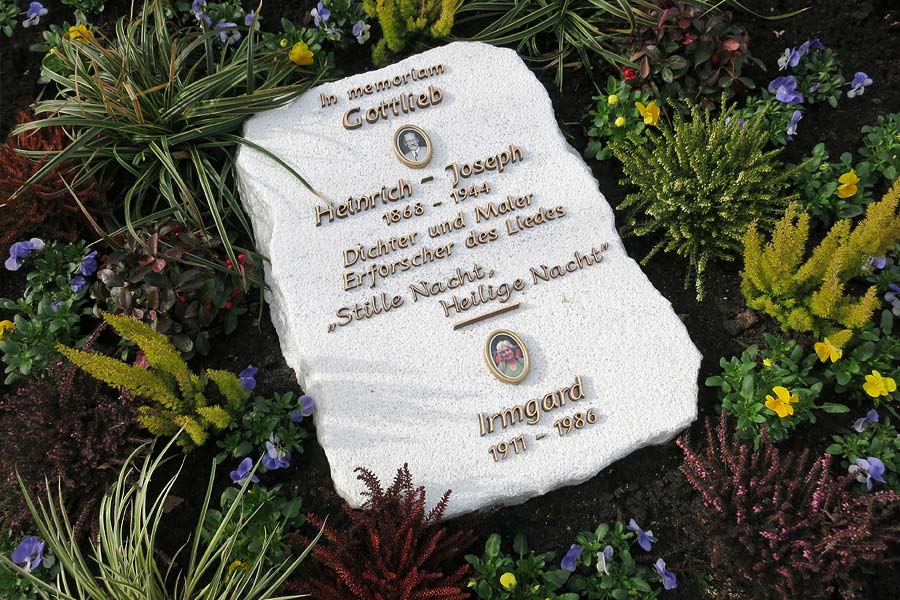 In memoriam
Gottlieb
Heinrich - Joseph
1868 - 1944
Dichter und Maler
Erforscher des Liedes
„Stille Nacht,
Heilige Nacht"
Irmgard
1911 - 1986